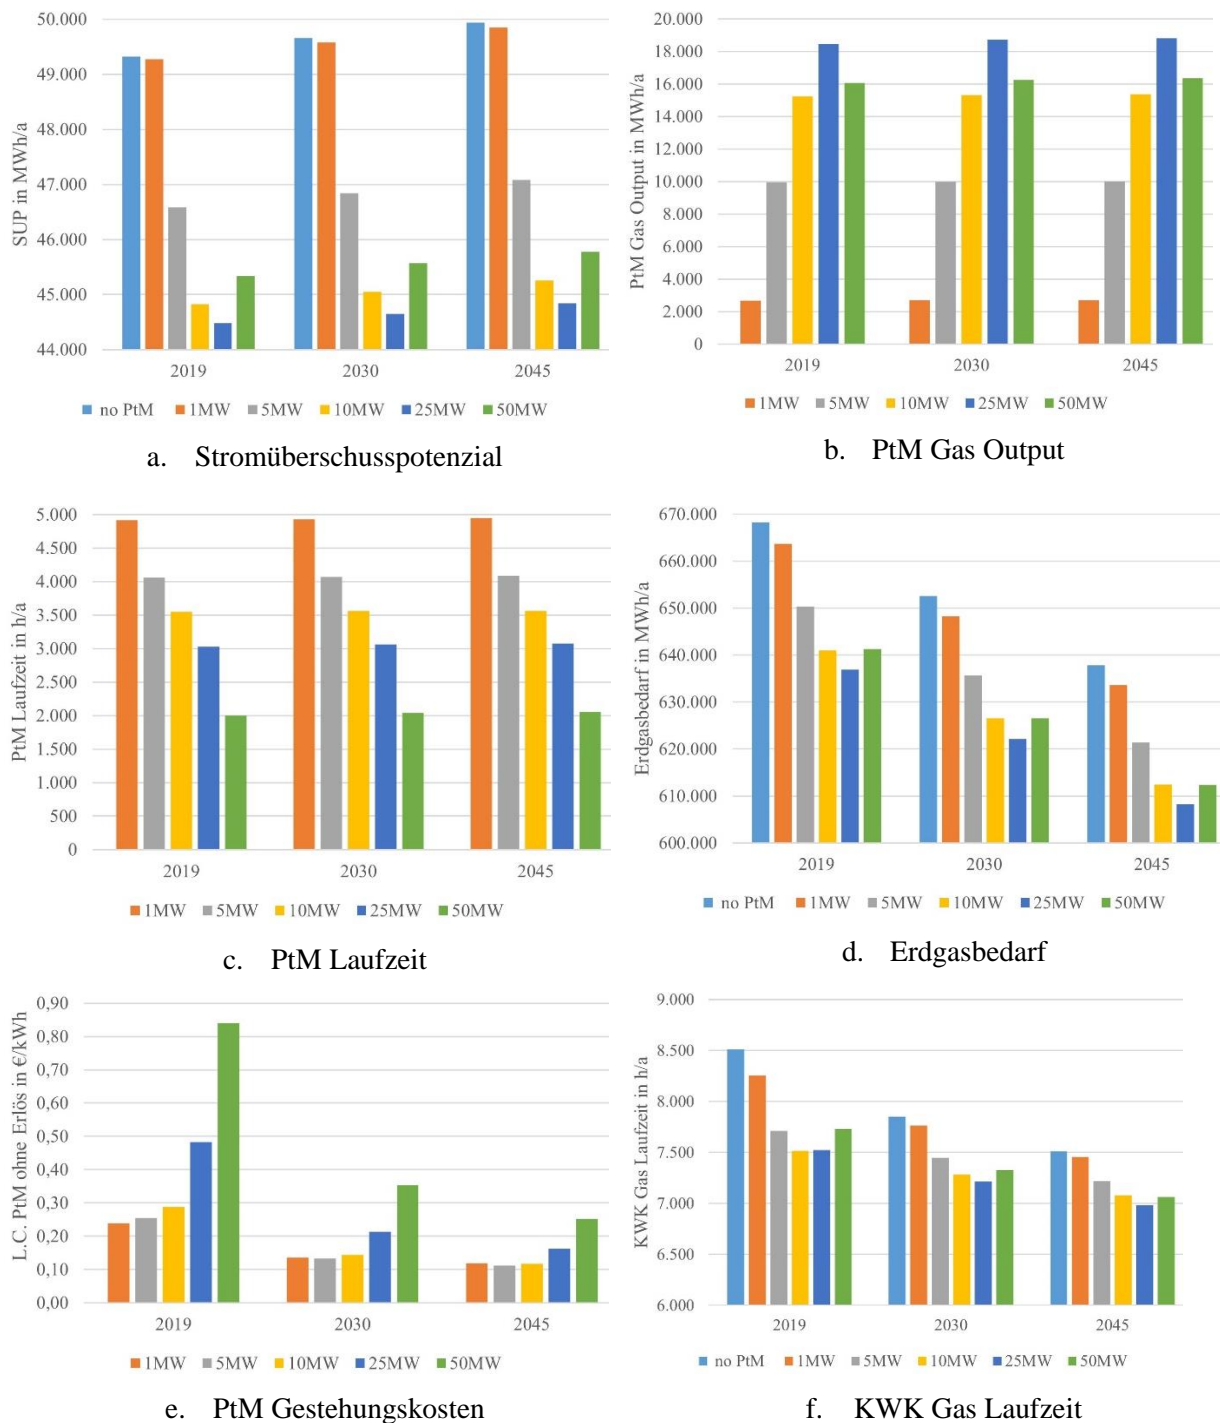 50.000
49.000
48.000
47.000
46.000
45.000
44.000
SUP in MWh/a
2019 2030 2045
no PtM 1MW 5MW 10MW 25MW 50MW
a. Stromüberschusspotenzial
20.000
18.000
16.000
14.000
12.000
10.000
8.000
6.000
4.000
2.000
0
PtM Gas Output in MWh/a
2019 2030 2045
1MW 5MW 10MW 25MW 50MW
b. PtM Gas Output
5.000
4.500
4.000
3.500
3.000
2.500
2.000
1.500
1.000
500
0
PtM Laufzeit in h/a
2019 2030 2045
1MW 5MW 10MW 25MW 50MW
c. PtM Laufzeit
670.000
660.000
650.000
640.000
630.000
620.000
610.000
600.000
Erdgasbedarf in MWh/a
2019 2030 2045
no PtM 1MW 5MW 10MW 25MW 50MW
d. Erdgasbedarf
0,90
0,80
0,70
0,60
0,50
0,40
0,30
0,20
0,10
0,00
L.C. PtM ohne Erlös in €/kWh
2019 2030 2045
1MW 5MW 10MW 25MW 50MW
e. PtM Gestehungskosten
9.000
8.500
8.000
7.500
7.000
6.500
6.000
KWK Gas Laufzeit in h/a
2019 2030 2045
no PtM 1MW 5MW 10MW 25MW 50MW
f. KWK Gas Laufzeit